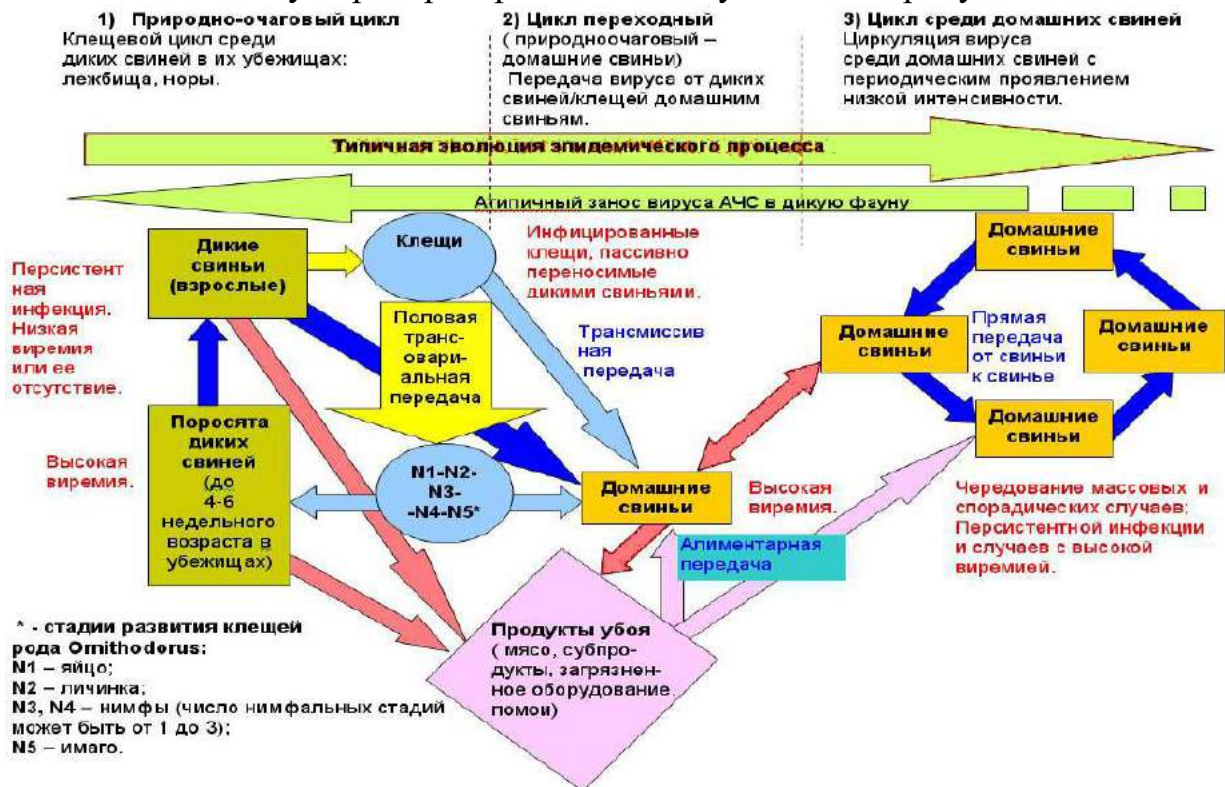 1) Природно-очаговый цикл
Клещевой цикл среди
диких свиней в их убежищах:
лежбища, норы.
2) Цикл переходный
( природноочаговый –
домашние свиньи)
Передача вируса от диких
свиней/клещей домашним
свиньям.
3) Цикл среди домашних свиней
Циркуляция вируса
среди домашних свиней с
периодическим проявлением
низкой интенсивности.
Типичная эволюция эпидемического процесса
Атипичный занос вируса АЧС в дикую фауну
Персистент
ная
инфекция.
Низкая
виремия
или ее
отсутствие.
Дикие
свиньи
(взрослые)
Клещи
Инфицированные
клещи, пассивно
переносимые
дикими свиньями.
Домашние
свиньи
Половая
транс-
овари-
альная
передача
Трансмиссив
ная
передача
Домашние
свиньи
Прямая
передача
от свиньи
к свинье
Домашние
свиньи
Домашние
свиньи
Высокая
виремия.
Поросята
диких
свиней
(до
4-6
недельного
возраста в
убежищах)
N1-N2-
N3-
-N4-N5*
Домашние
свиньи
Высокая
виремия.
Алиментарная
передача
Чередование массовых и
спорадических случаев;
Персистентной инфекции
и случаев с высокой
виремией.
Продукты убоя
( мясо, субпро-
дукты, загрязнен-
ное оборудование,
помои)
* - стадии развития клещей
рода Ornithodorus:
N1 – яйцо;
N2 – личинка;
N3, N4 – нимфы (число нимфальных стадий
может быть от 1 до 3);
N5 – имаго.